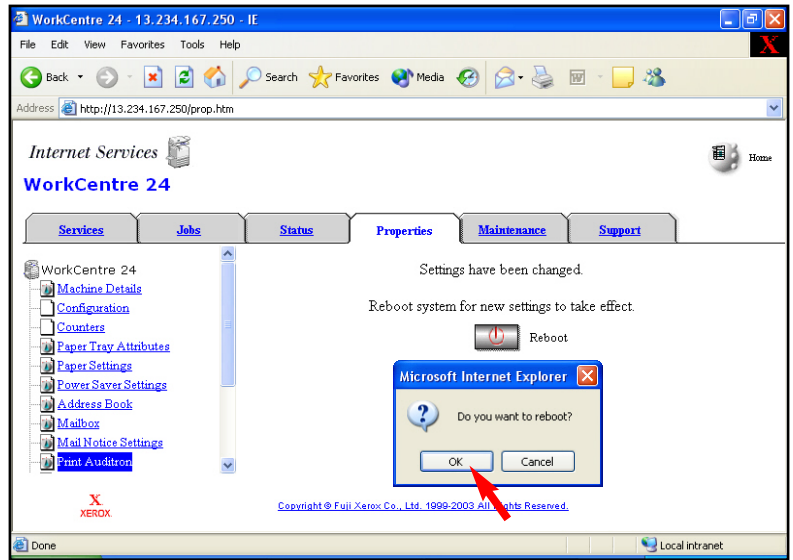 WorkCentre 24 - 13.234.167.250 - IE
File Edit View Favorites Tools Help
X
Back Search Favorites Media W
Address http://13.234.167.250/prop.htm
Internet Services
Home
WorkCentre 24
Services Jobs Status Properties Maintenance Support
WorkCentre 24
Machine Details
Configuration
Counters
Paper Tray Attributes
Paper Settings
Power Saver Settings
Address Book
Mailbox
Mail Notice Settings
Print Auditron
X
XEROX
Settings have been changed.
Reboot system for new settings to take effect.
Reboot
Microsoft Internet Explorer
Do you want to reboot?
OK Cancel
Copyright © Fuji Xerox Co., Ltd. 1999-2003 All Rights Reserved.
Done Local intranet